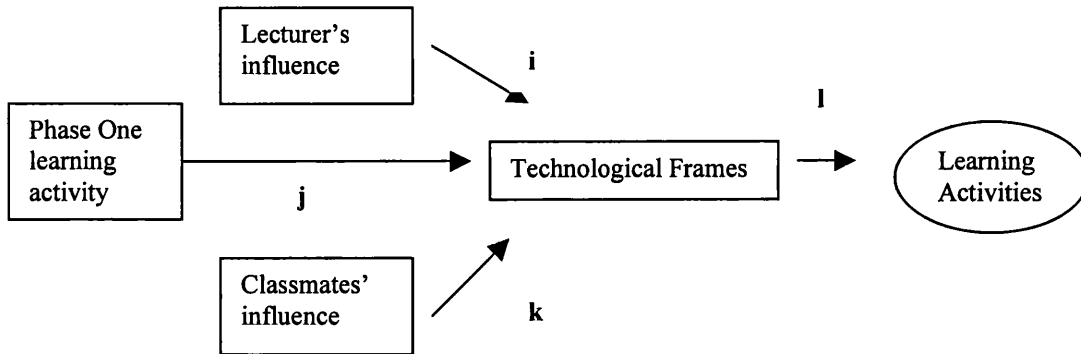 Lecturer's
influence
i
l
Phase One
learning
activity
j
Technological Frames
Learning
Activities
Classmates'
influence
k